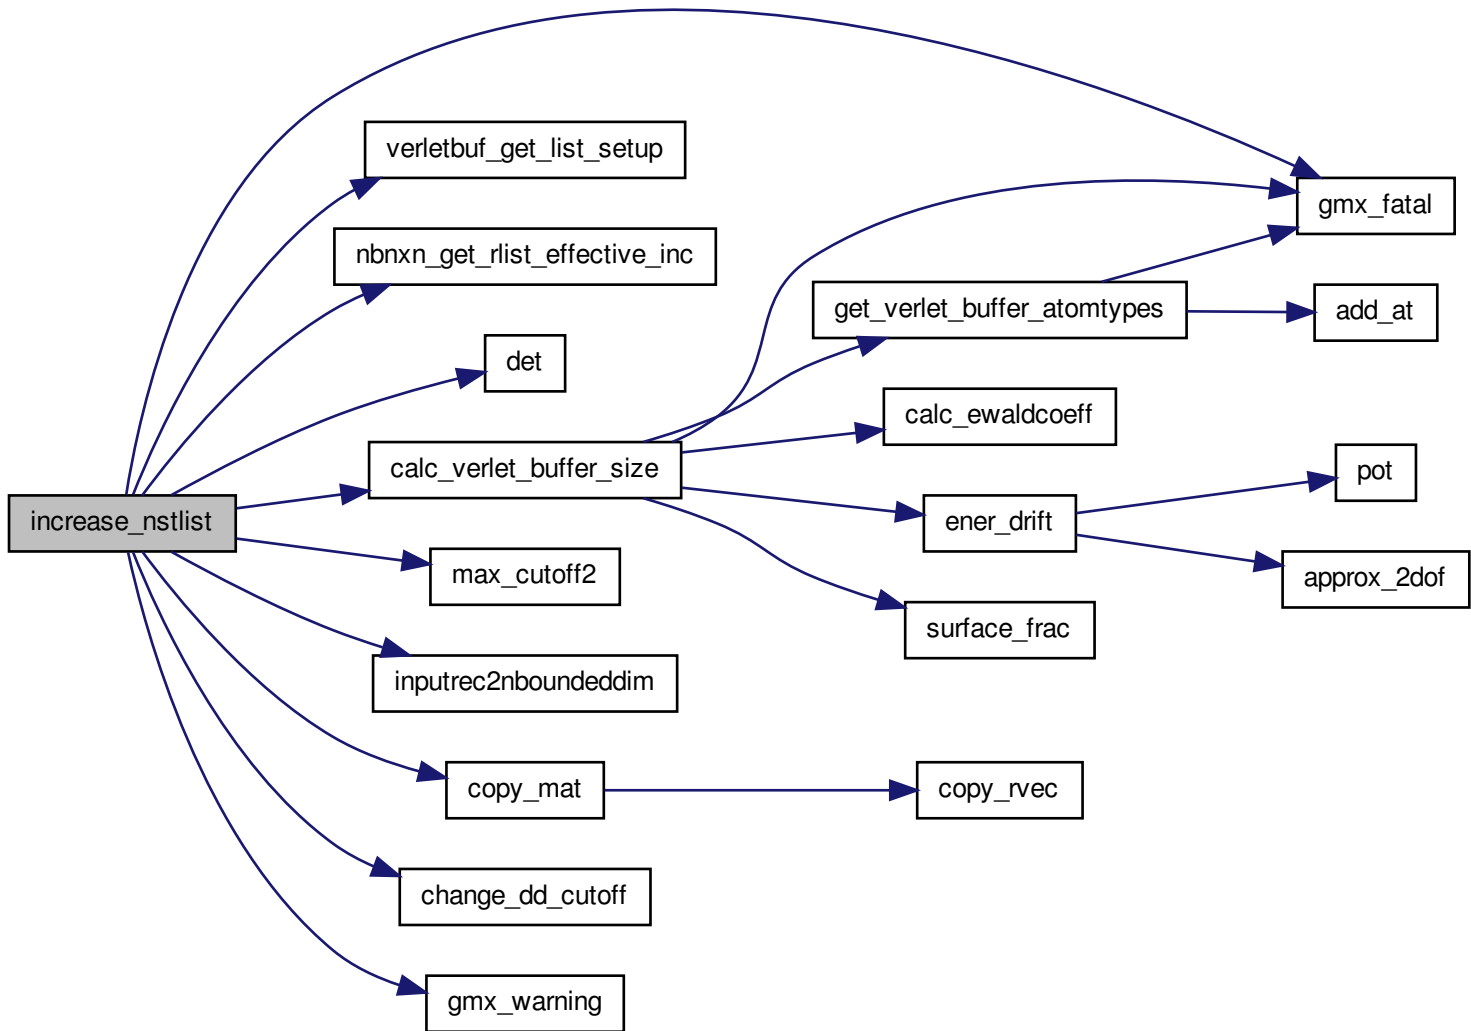 verletbuf_get_list_setup
gmx_fatal
nbnxn_get_rlist_effective_inc
get_verlet_buffer_atomtypes
add_at
det
calc_ewaldcoeff
calc_verlet_buffer_size
pot
increase_nstlist
ener_drift
max_cutoff2
approx_2dof
surface_frac
inputrec2nboundeddim
copy_mat
copy_rvec
change_dd_cutoff
gmx_warning